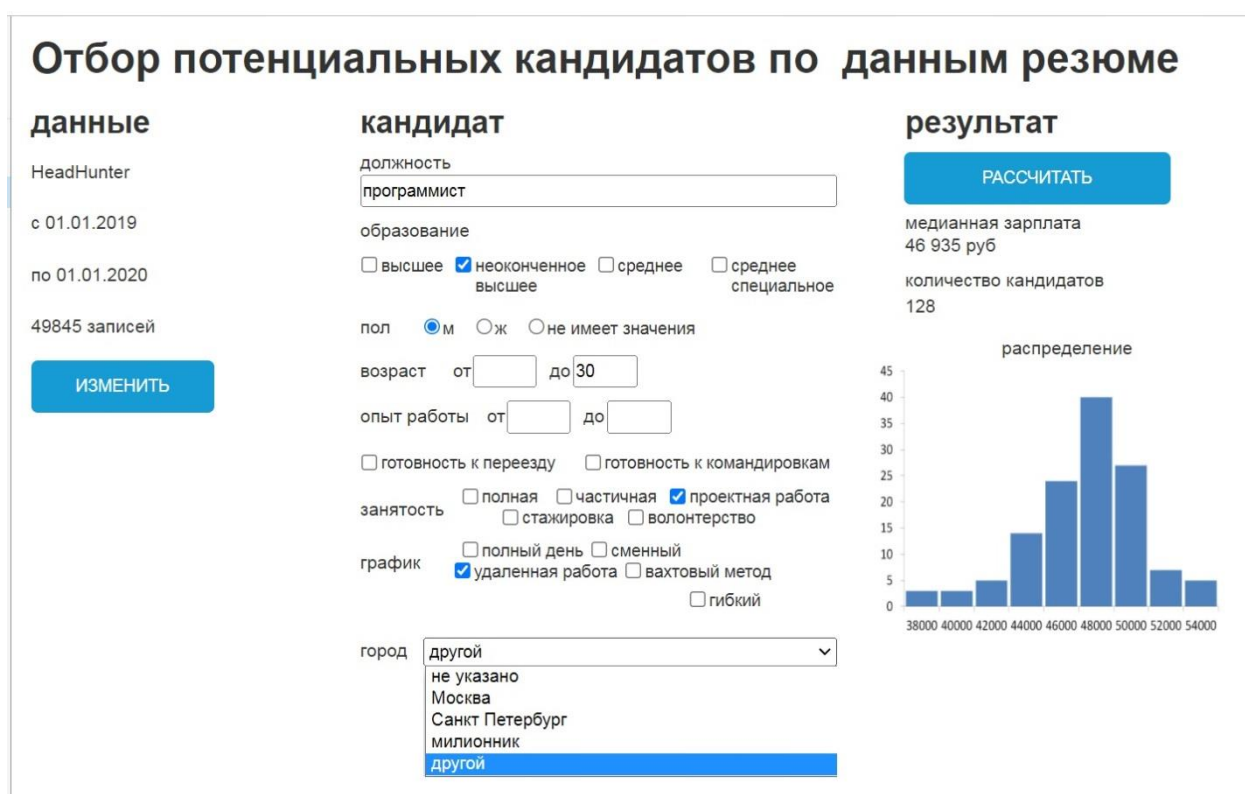 Отбор потенциальных кандидатов по данным резюме
данные
HeadHunter
с 01.01.2019
по 01.01.2020
49845 записей
ИЗМЕНИТЬ
кандидат
должность
программист
образование
высшее неоконченное среднее среднее
высшее специальное
пол м ж не имеет значения
возраст от до 30
опыт работы от до
готовность к переезду готовность к командировкам
занятость полная частичная проектная работа
стажировка волонтерство
график полный день сменный
удаленная работа вахтовый метод
гибкий
город другой
не указано
Москва
Санкт Петербург
милионник
другой
результат
РАССЧИТАТЬ
медианная зарплата
46 935 руб
количество кандидатов
128
распределение
45
40
35
30
25
20
15
10
5
0
38000 40000 42000 44000 46000 48000 50000 52000 54000